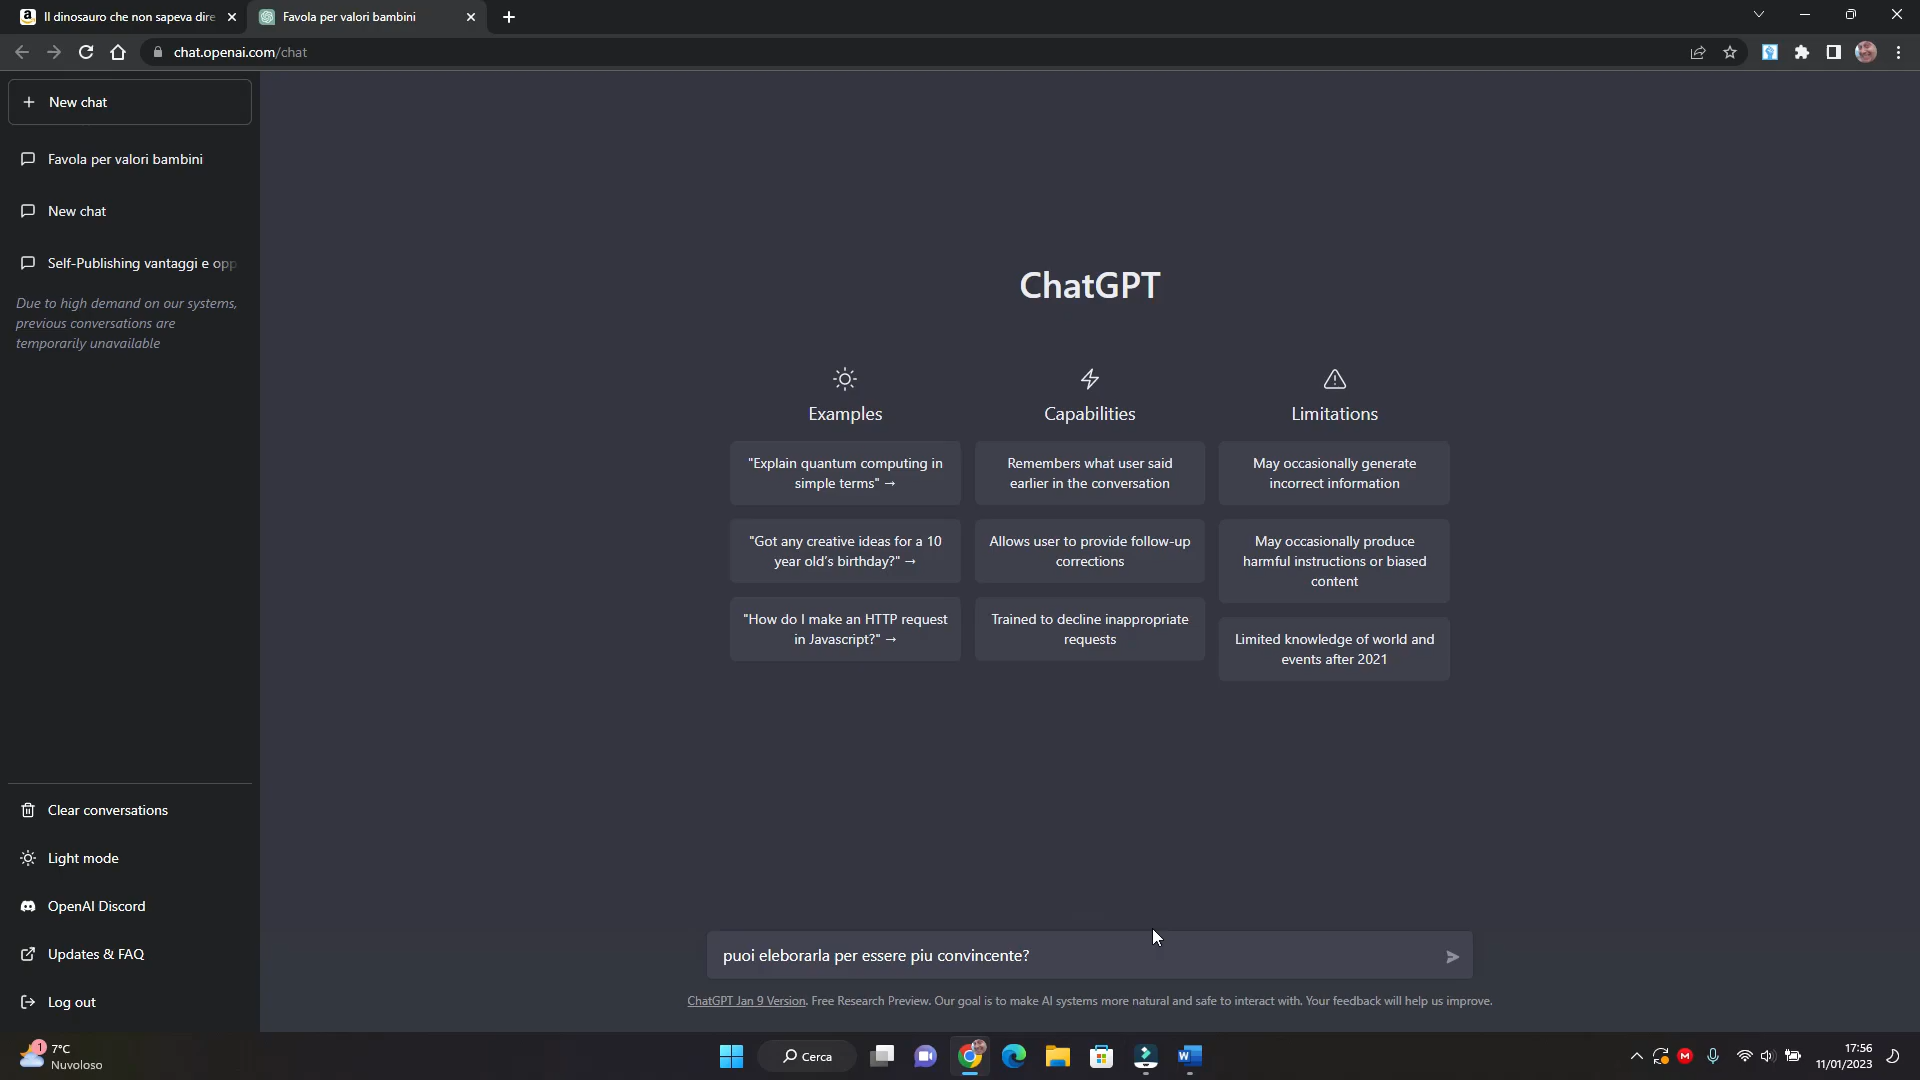 Il dinosauro che non sapeva dire
Favola per valori bambini
chat.openai.com/chat
New chat
Favola per valori bambini
New chat
Self-Publishing vantaggi e opp
Due to high demand on our systems,
previous conversations are
temporarily unavailable
ChatGPT
Examples
"Explain quantum computing in
simple terms" →
"Got any creative ideas for a 10
year old's birthday?" →
"How do I make an HTTP request
in Javascript?" →
Capabilities
Remembers what user said
earlier in the conversation
Allows user to provide follow-up
corrections
Trained to decline inappropriate
requests
Limitations
May occasionally generate
incorrect information
May occasionally produce
harmful instructions or biased
content
Limited knowledge of world and
events after 2021
Clear conversations
Light mode
OpenAI Discord
Updates & FAQ
Log out
puoi eleborarla per essere piu convincente?
ChatGPT Jan 9 Version. Free Research Preview. Our goal is to make AI systems more natural and safe to interact with. Your feedback will help us improve.
1
7°C
Nuvoloso
Cerca
17:56
11/01/2023